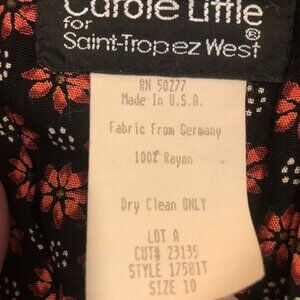 Carole Little
for
Saint-Tropez West ®
RN 50277
Made In U.S.A.
Fabric From Germany
100% Rayon
Dry Clean ONLY
LOT A
CUT# 23135
STYLE 17581T
SIZE 10